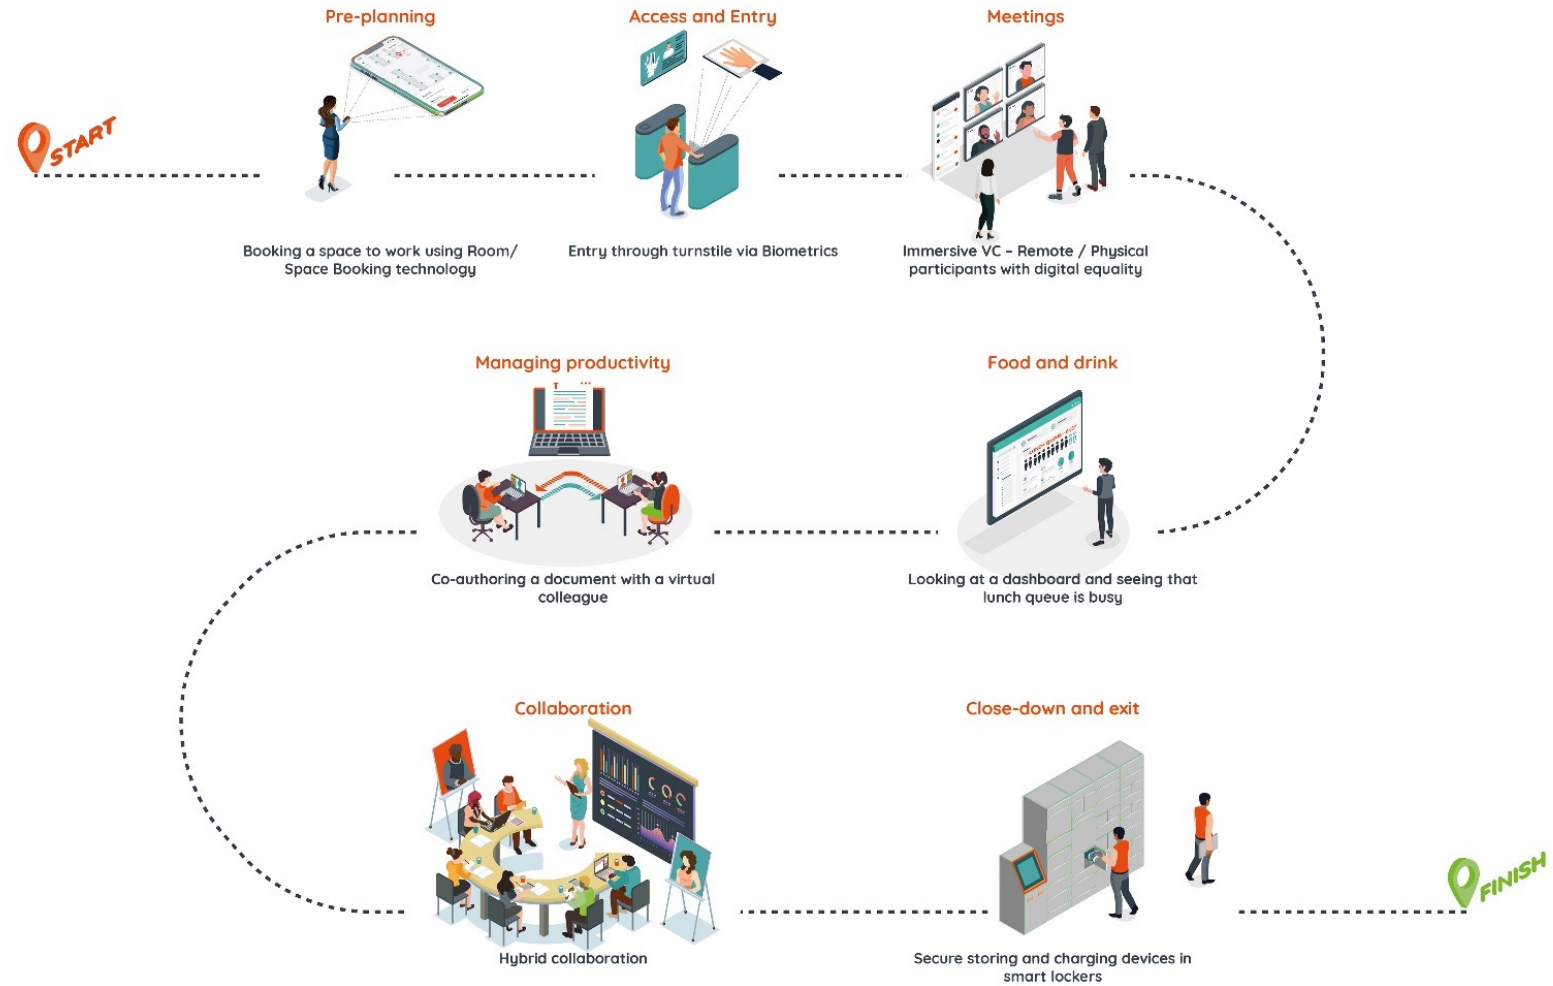 Pre-planning
Access and Entry
Meetings
START
Booking a space to work using Room/
Space Booking technology
Entry through turnstile via Biometrics
Immersive VC – Remote / Physical
participants with digital equality
Managing productivity
Food and drink
T
Co-authoring a document with a virtual
colleague
Looking at a dashboard and seeing that
lunch queue is busy
Collaboration
Close-down and exit
FINISH
Hybrid collaboration
Secure storing and charging devices in
smart lockers